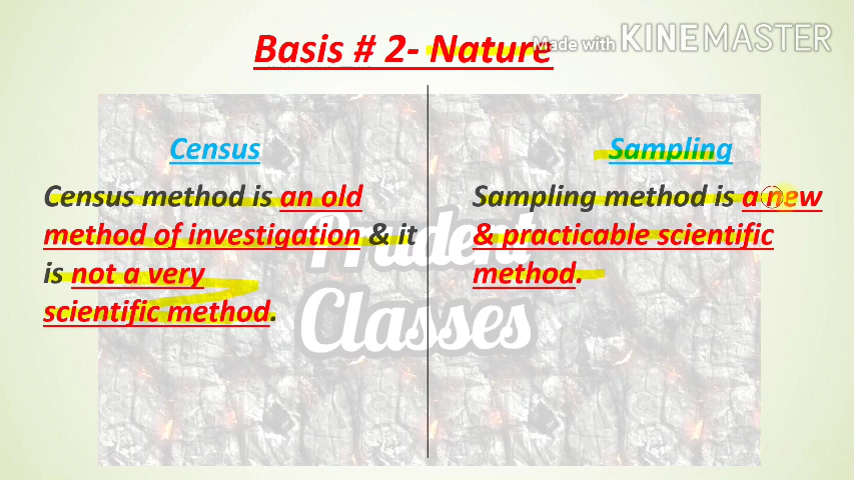 Basis # 2- Nature
Made with KINEMASTER
Census
Census method is an old
method of investigation & it
is not a very
scientific method.
Sampling
Sampling method is a new
& practicable scientific
method.
Prudent
Classes